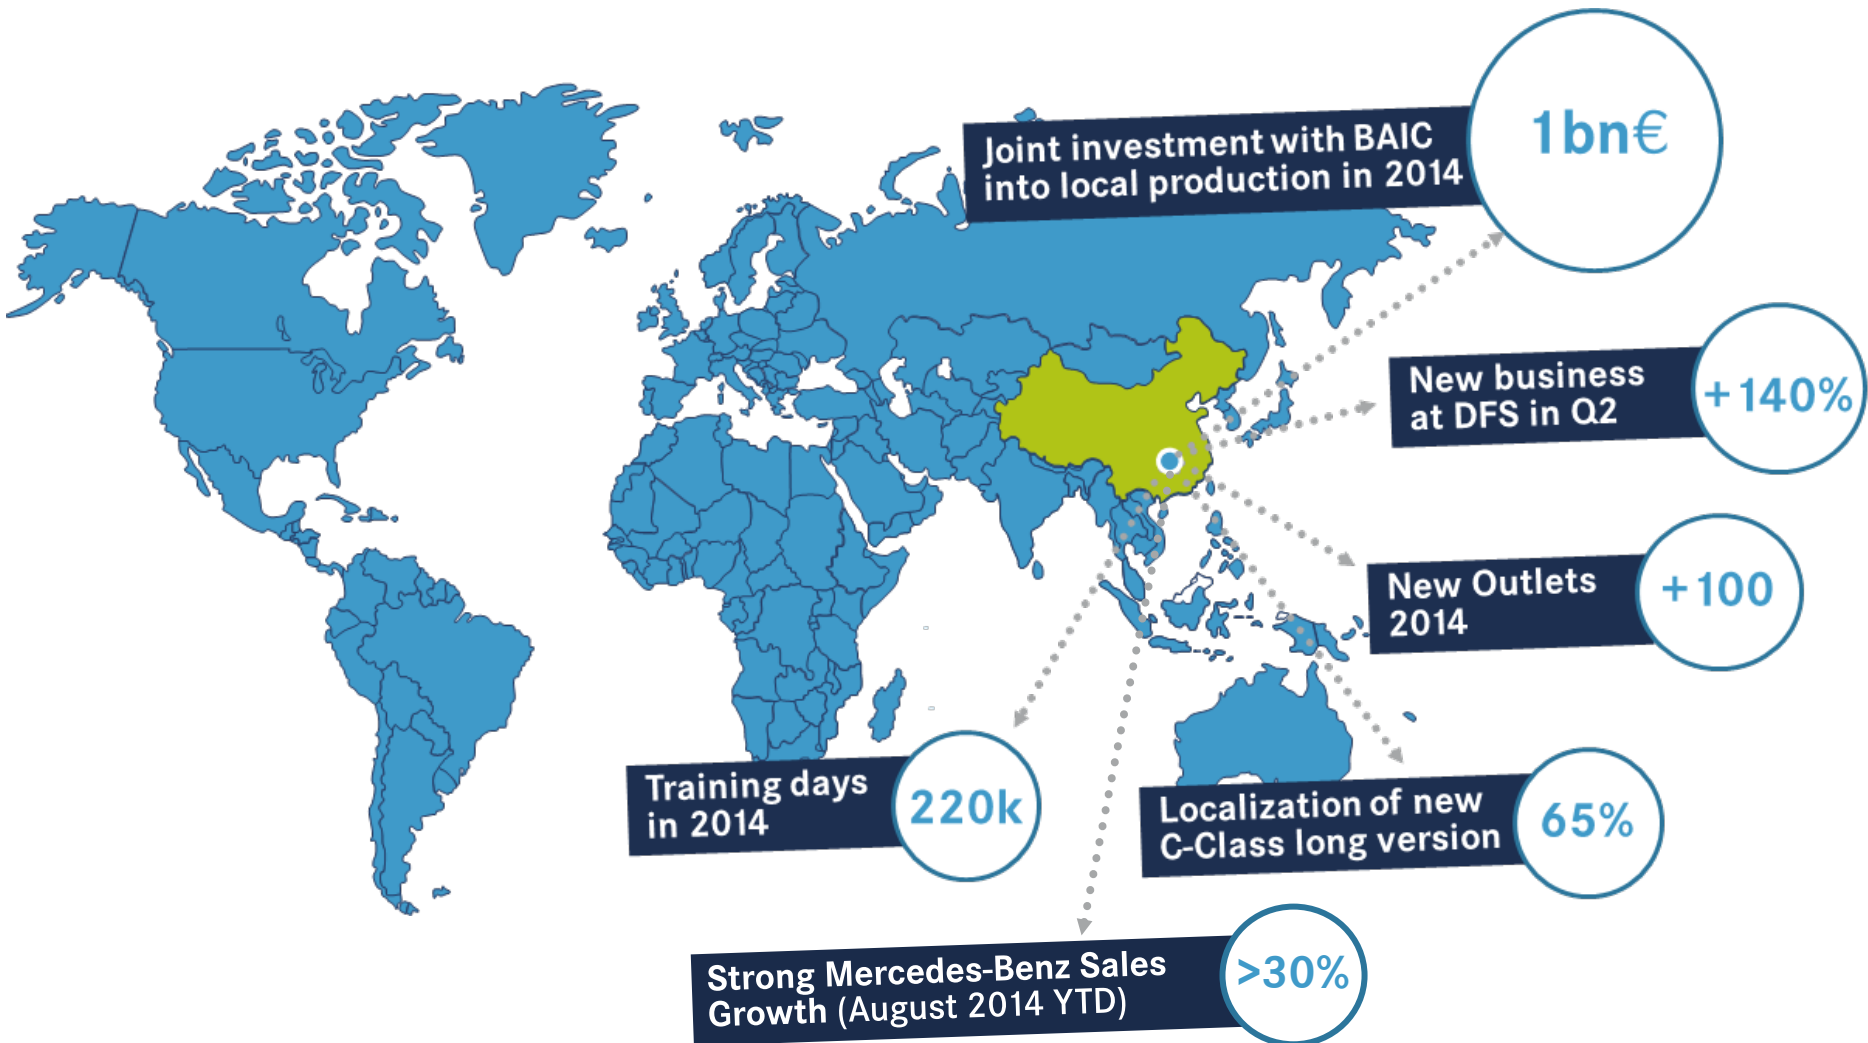 Joint investment with BAIC
into local production in 2014
1bn€
New business
at DFS in Q2
+140%
New Outlets
2014
+100
Training days
in 2014
220k
Localization of new
C-Class long version
65%
Strong Mercedes-Benz Sales
Growth (August 2014 YTD)
>30%